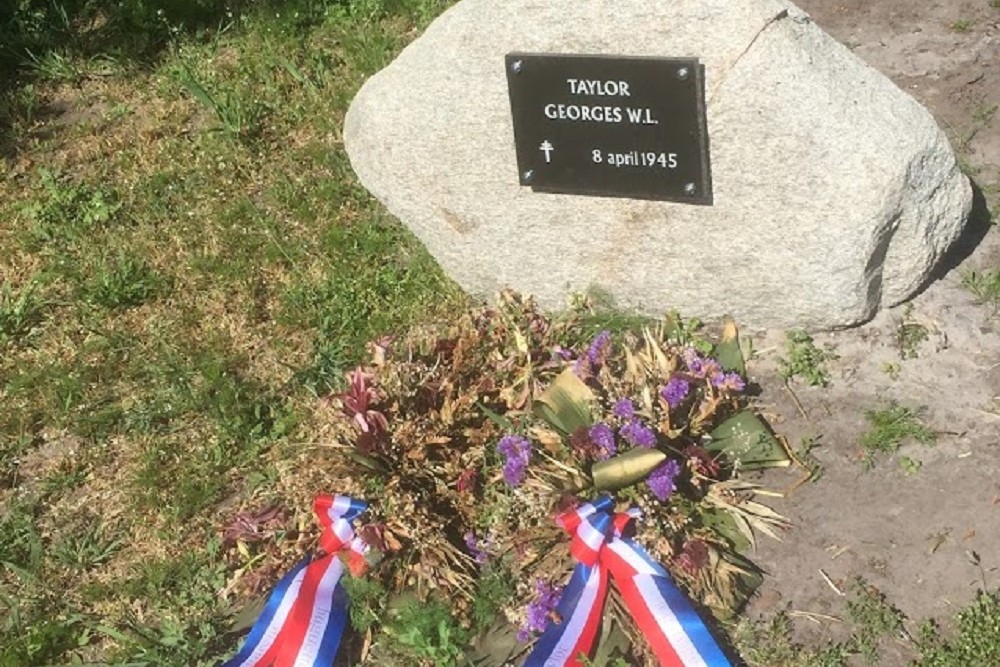 TAYLOR
GEORGES W.L.
8 april 1945